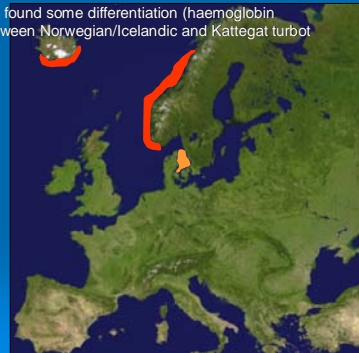 found some differentiation (haemoglobin
ween Norwegian/Icelandic and Kattegat turbot